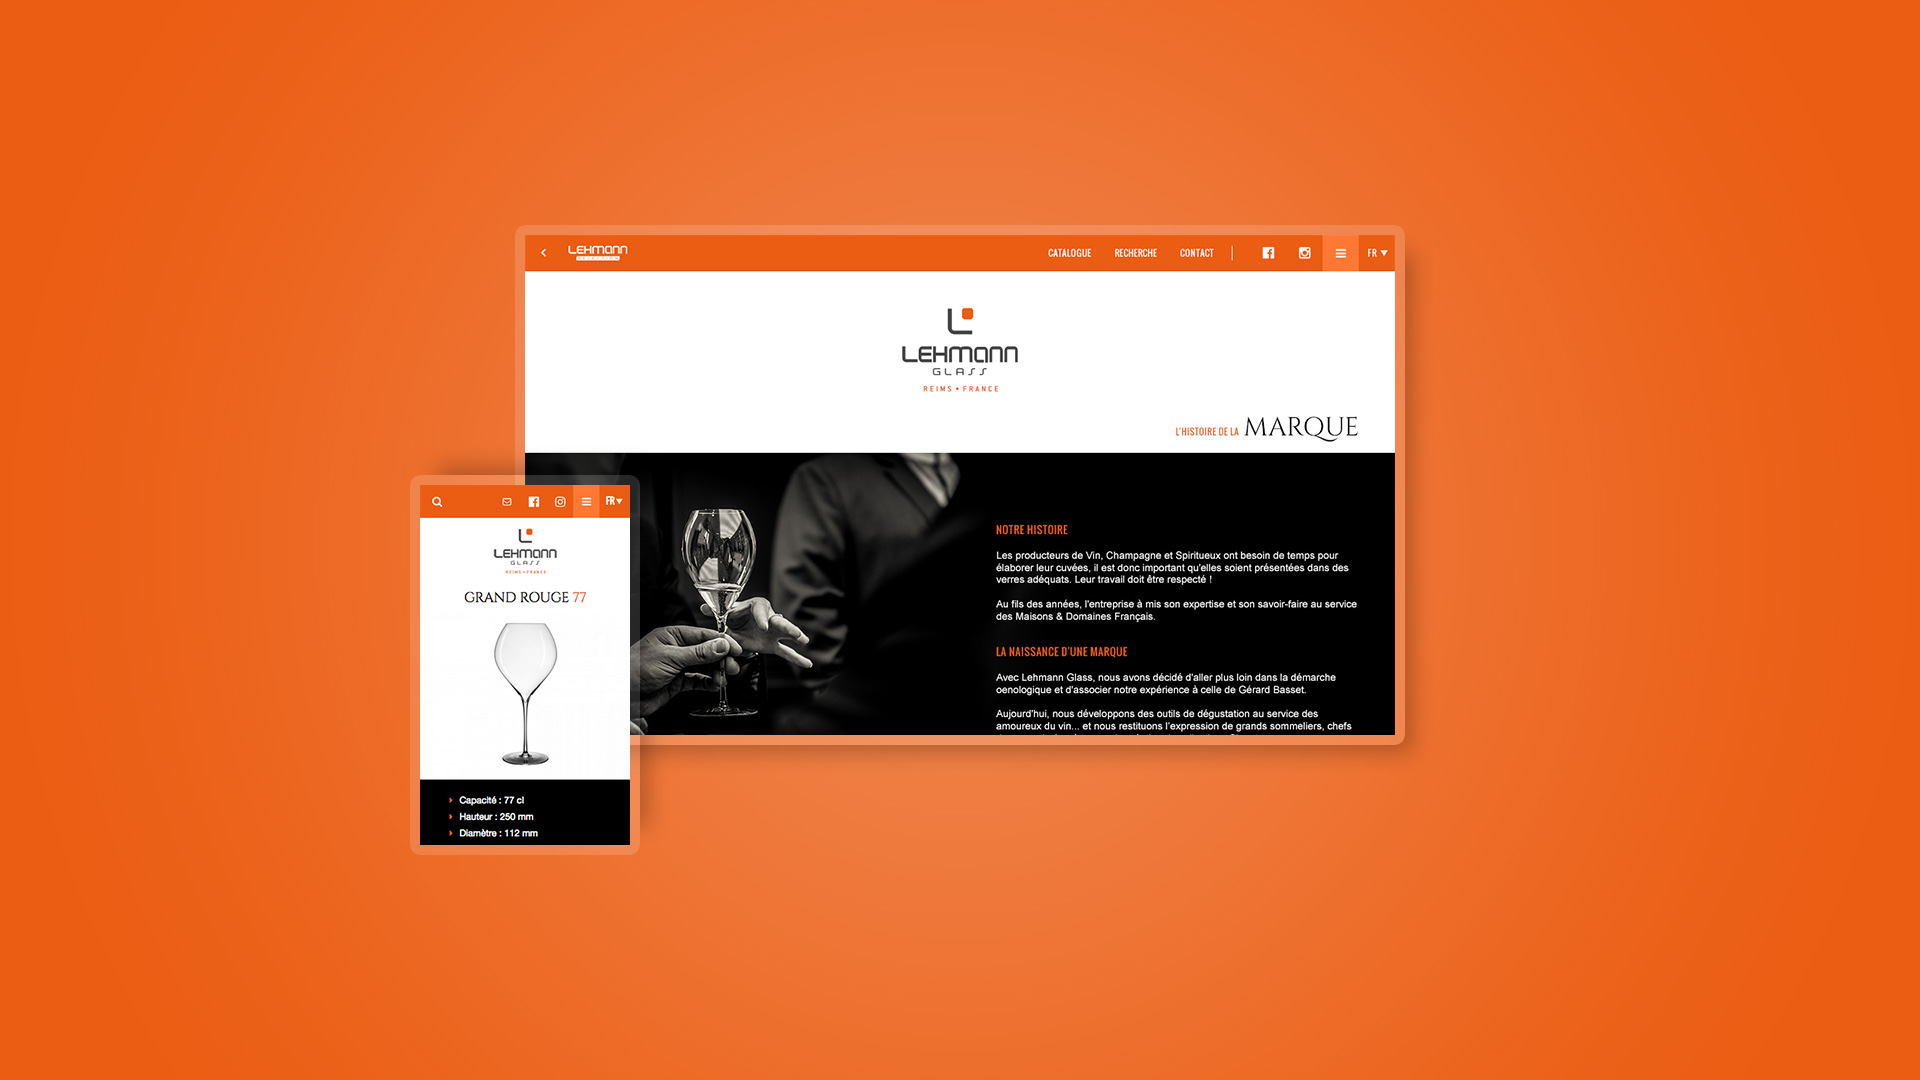 LEHMANN
CATALOGUE RECHERCHE CONTACT FR
LEHMANN
GLASS
REIMS • FRANCE
L'HISTOIRE DE LA MARQUE
NOTRE HISTOIRE
Les producteurs de Vin, Champagne et Spiritueux ont besoin de temps pour
élaborer leur cuvées, il est donc important qu'elles soient présentées dans des
verres adéquats. Leur travail doit être respecté !
Au fils des années, l'entreprise à mis son expertise et son savoir-faire au service
des Maisons & Domaines Français.
LA NAISSANCE D'UNE MARQUE
Avec Lehmann Glass, nous avons décidé d'aller plus loin dans la démarche
oenologique et d'associer notre expérience à celle de Gérard Basset.
Aujourd'hui, nous développons des outils de dégustation au service des
amoureux du vin... et nous restituons l'expression de grands sommeliers, chefs
FR
LEHMANN
GLASS
REIMS • FRANCE
GRAND ROUGE 77
Capacité : 77 cl
Hauteur : 250 mm
Diamètre : 112 mm